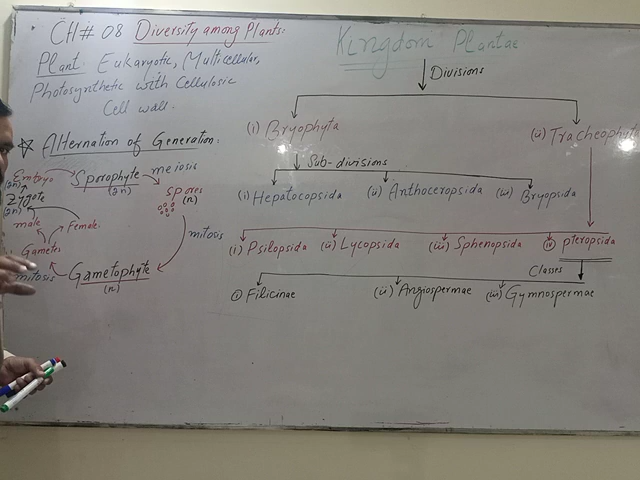 CH# 08 Diversity among Plants:
Plant: Eukaryotic, Multicellular,
Photosynthetic with Cellulosic
Cell wall.
Alternation of Generation:
Embryo
(2n)
Sporophyte
(2n)
meiosis
spores
(n)
Zygote
(2n)
male
Female
mitosis
Gametes
mitosis
Gametophyte
(n)
Kingdom Plantae
Divisions
(i) Bryophyta
(ii) Tracheophyt
Sub-divisions
(i) Hepatocopsida
(ii) Anthoceropsida
(iii) Bryopsida
(i) Psilopsida
(ii) Lycopsida
(iii) Sphenopsida
(iv) pteropsida
Classes
(i) Filicinae
(ii) Angiospermae
(iii) Gymnospermae